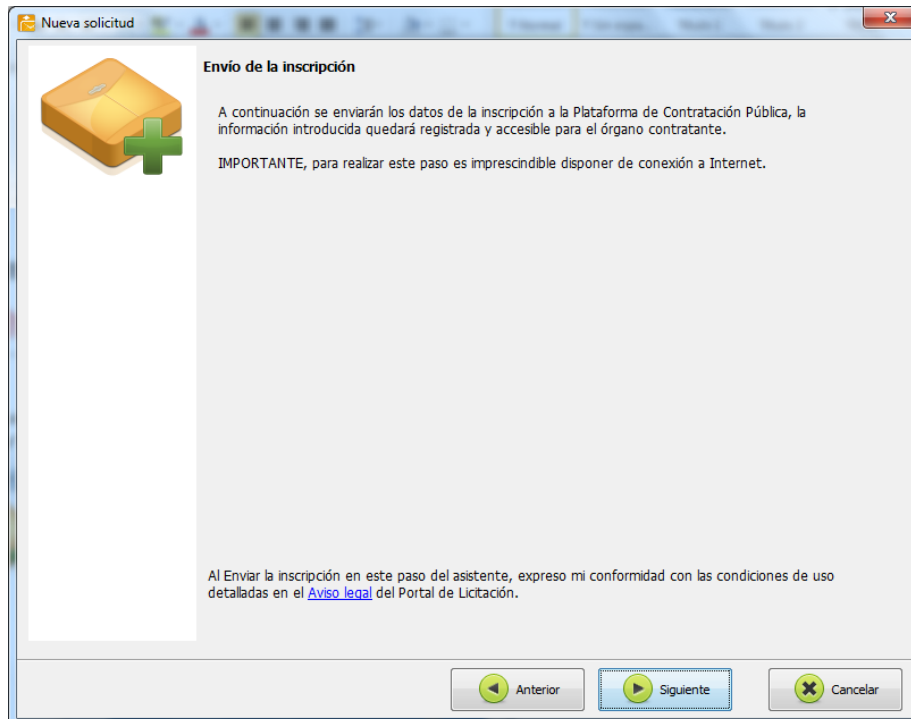 Nueva solicitud
Envío de la inscripción
A continuación se enviarán los datos de la inscripción a la Plataforma de Contratación Pública, la
información introducida quedará registrada y accesible para el órgano contratante.
IMPORTANTE, para realizar este paso es imprescindible disponer de conexión a Internet.
Al Enviar la inscripción en este paso del asistente, expreso mi conformidad con las condiciones de uso
detalladas en el Aviso legal del Portal de Licitación.
Anterior
Siguiente
Cancelar